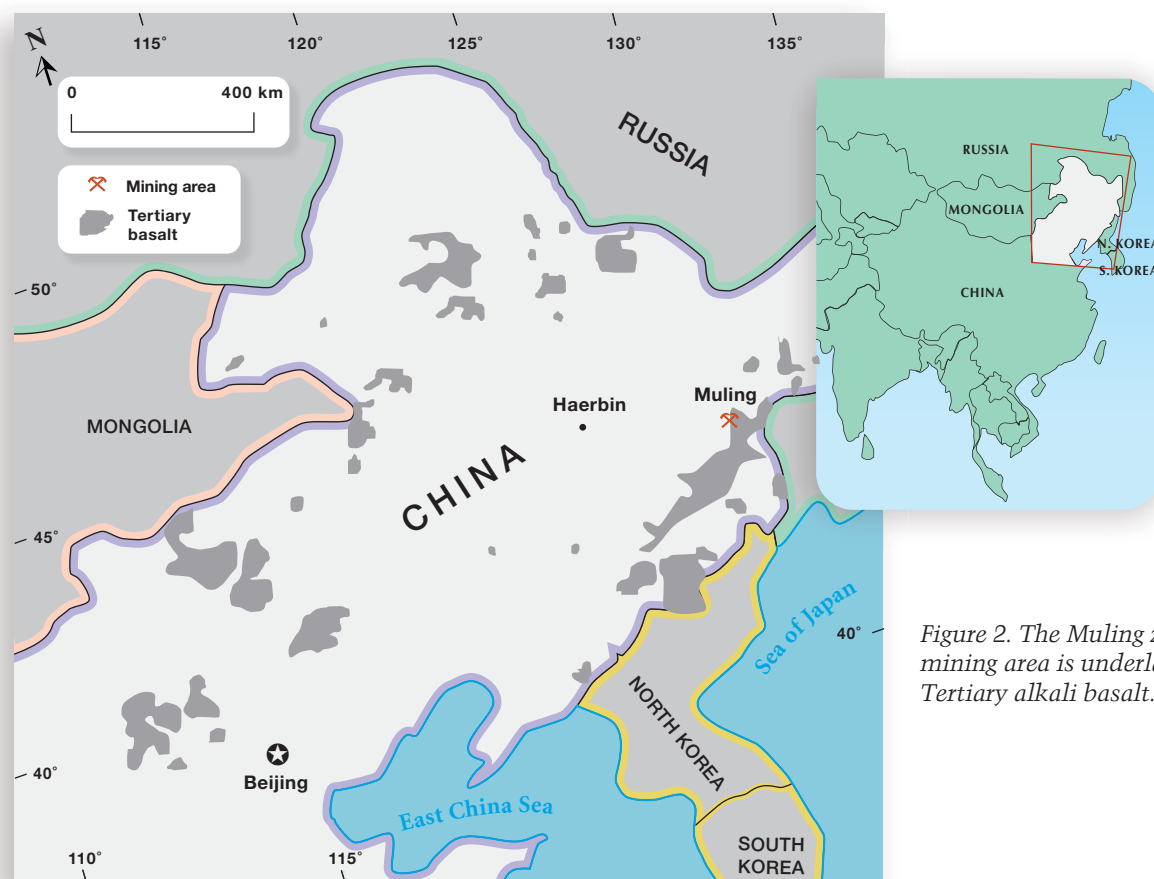 N
115°
120°
125°
130°
135°
0 400 km
Mining area
Tertiary
basalt
RUSSIA
50°
MONGOLIA
Haerbin
Muling
CHINA
45°
Sea of Japan
40°
NORTH KOREA
Beijing
40°
East China Sea
SOUTH
KOREA
110°
115°
RUSSIA
MONGOLIA
N. KOREA
S. KOREA
CHINA
Figure 2. The Muling
mining area is
Tertiary alkali basalt.